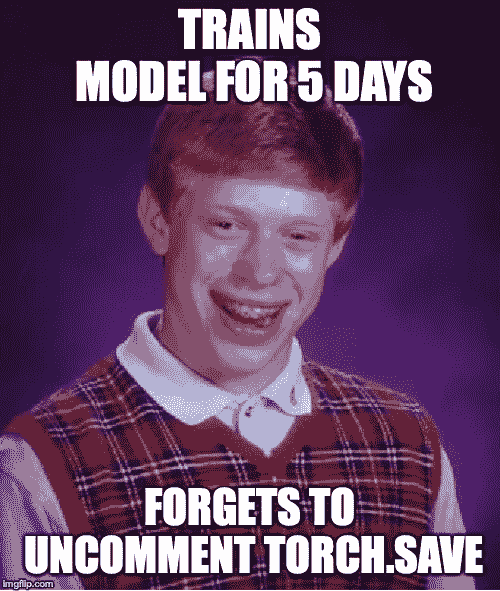 TRAINS
MODEL FOR 5 DAYS
FORGETS TO
UNCOMMENT TORCH.SAVE
imgflip.com